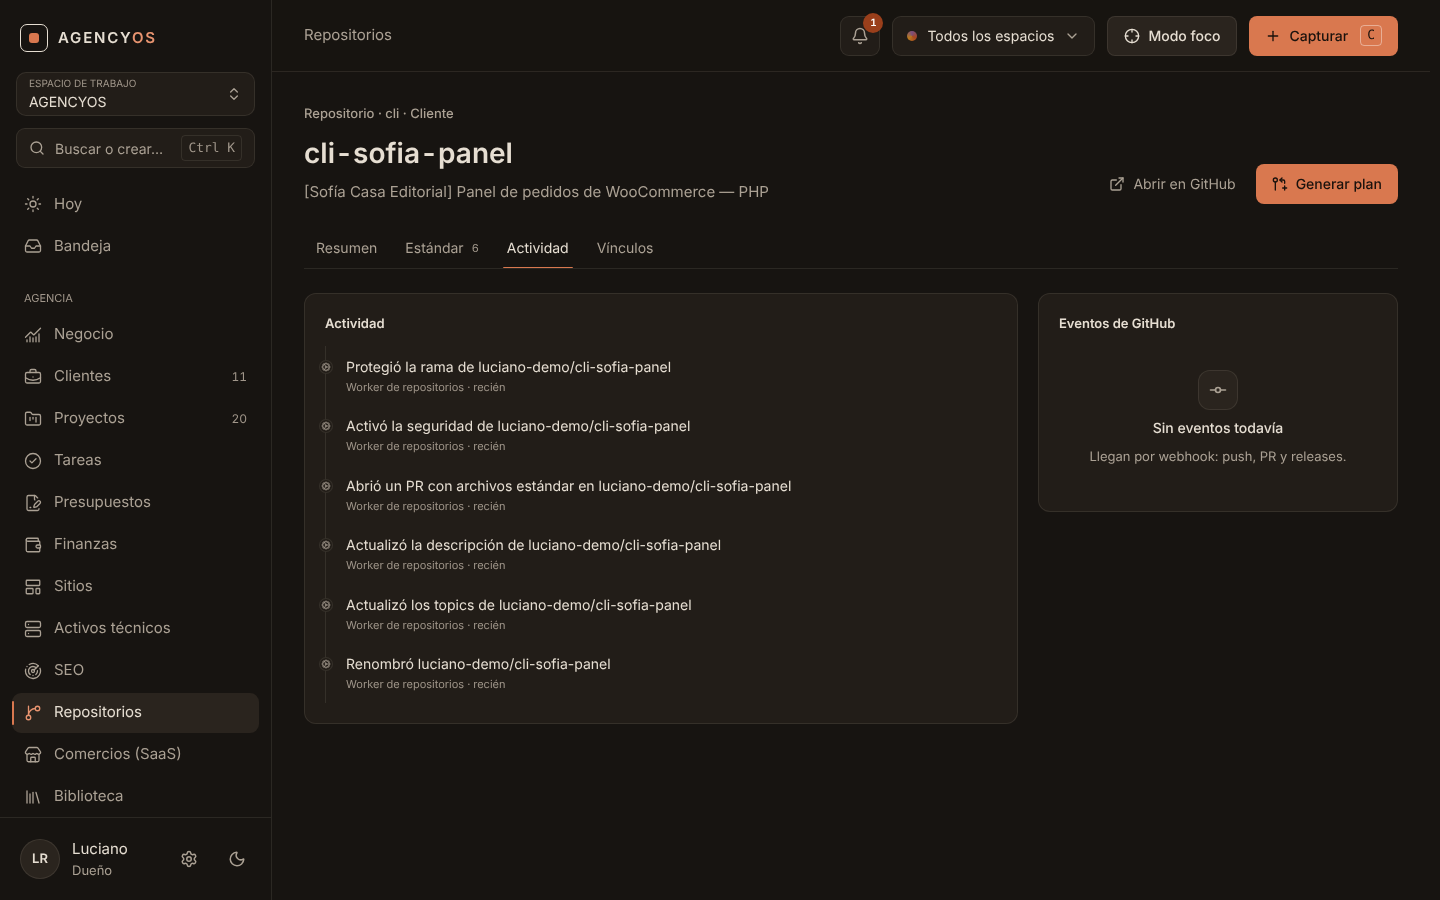 AGENCYOS
ESPACIO DE TRABAJO
AGENCYOS
Buscar o crear... Ctrl K
Hoy
Bandeja
AGENCIA
Negocio
Clientes 11
Proyectos 20
Tareas
Presupuestos
Finanzas
Sitios
Activos técnicos
SEO
Repositorios
Comercios (SaaS)
Biblioteca
LR
Luciano
Dueño
Repositorios
1
Todos los espacios
Modo foco
Capturar C
Repositorio · cli · Cliente
cli-sofia-panel
[Sofía Casa Editorial] Panel de pedidos de WooCommerce — PHP
Abrir en GitHub
Generar plan
Resumen Estándar 6 Actividad Vínculos
Actividad
Protegió la rama de luciano-demo/cli-sofia-panel
Worker de repositorios · recién
Activó la seguridad de luciano-demo/cli-sofia-panel
Worker de repositorios · recién
Abrió un PR con archivos estándar en luciano-demo/cli-sofia-panel
Worker de repositorios · recién
Actualizó la descripción de luciano-demo/cli-sofia-panel
Worker de repositorios · recién
Actualizó los topics de luciano-demo/cli-sofia-panel
Worker de repositorios · recién
Renombró luciano-demo/cli-sofia-panel
Worker de repositorios · recién
Eventos de GitHub
Sin eventos todavía
Llegan por webhook: push, PR y releases.